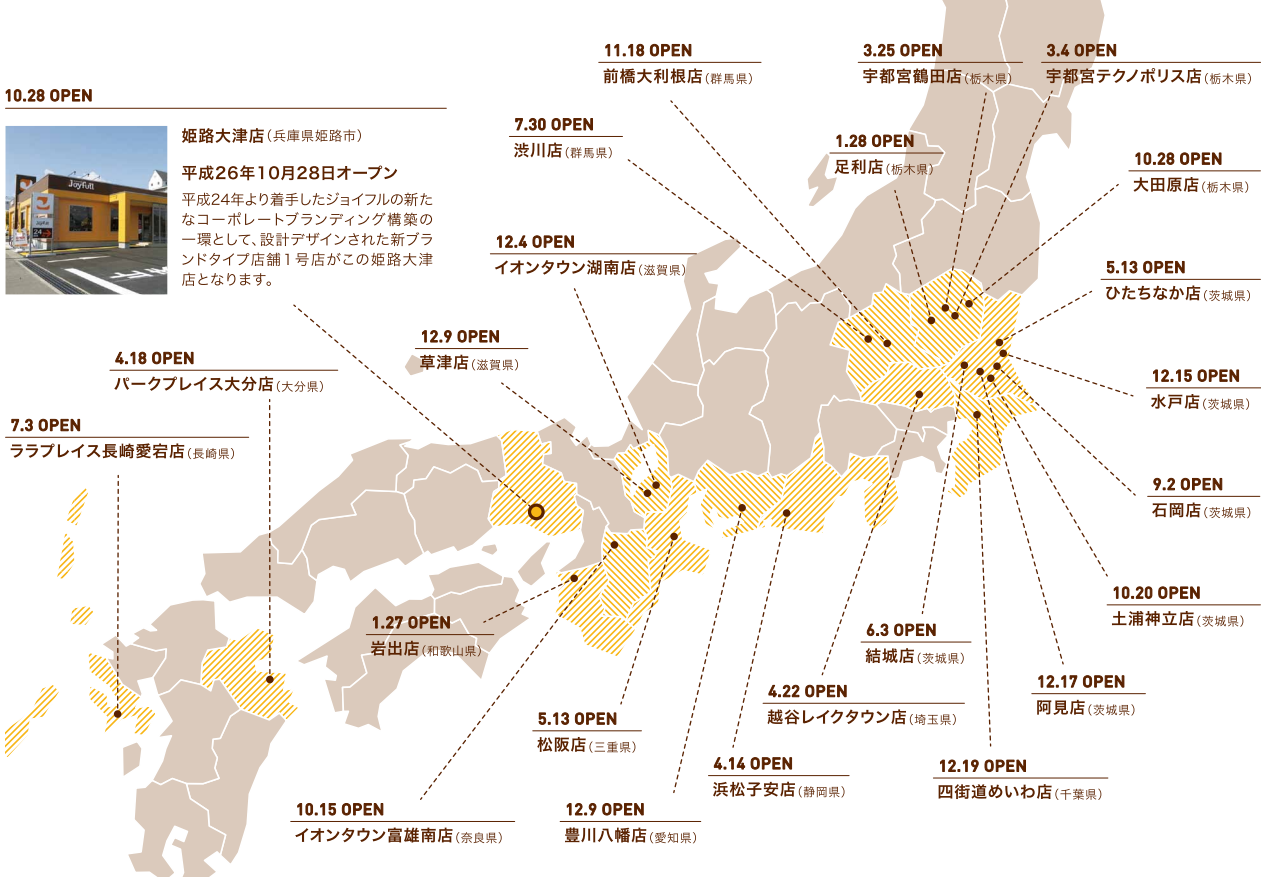 10.28 OPEN
姫路大津店（兵庫県姫路市）
平成26年10月28日オープン
平成24年より着手したジョイフルの新た
なコーポレートブランディング構築の
一環として、設計デザインされた新ブラ
ンドタイプ店舗1号店がこの姫路大津
店となります。
Joyfull
24
11.18 OPEN
前橋大利根店（群馬県）
3.25 OPEN
宇都宮鶴田店（栃木県）
3.4 OPEN
宇都宮テクノポリス店（栃木県）
7.30 OPEN
渋川店（群馬県）
1.28 OPEN
足利店（栃木県）
10.28 OPEN
大田原店（栃木県）
12.4 OPEN
イオンタウン湖南店（滋賀県）
5.13 OPEN
ひたちなか店（茨城県）
12.9 OPEN
草津店（滋賀県）
4.18 OPEN
パークプレイス大分店（大分県）
12.15 OPEN
水戸店（茨城県）
7.3 OPEN
ララプレイス長崎愛宕店（長崎県）
9.2 OPEN
石岡店（茨城県）
10.20 OPEN
土浦神立店（茨城県）
1.27 OPEN
岩出店（和歌山県）
6.3 OPEN
結城店（茨城県）
12.17 OPEN
阿見店（茨城県）
4.22 OPEN
越谷レイクタウン店（埼玉県）
5.13 OPEN
松阪店（三重県）
4.14 OPEN
浜松子安店（静岡県）
12.19 OPEN
四街道めいわ店（千葉県）
10.15 OPEN
イオンタウン富雄南店（奈良県）
12.9 OPEN
豊川八幡店（愛知県）